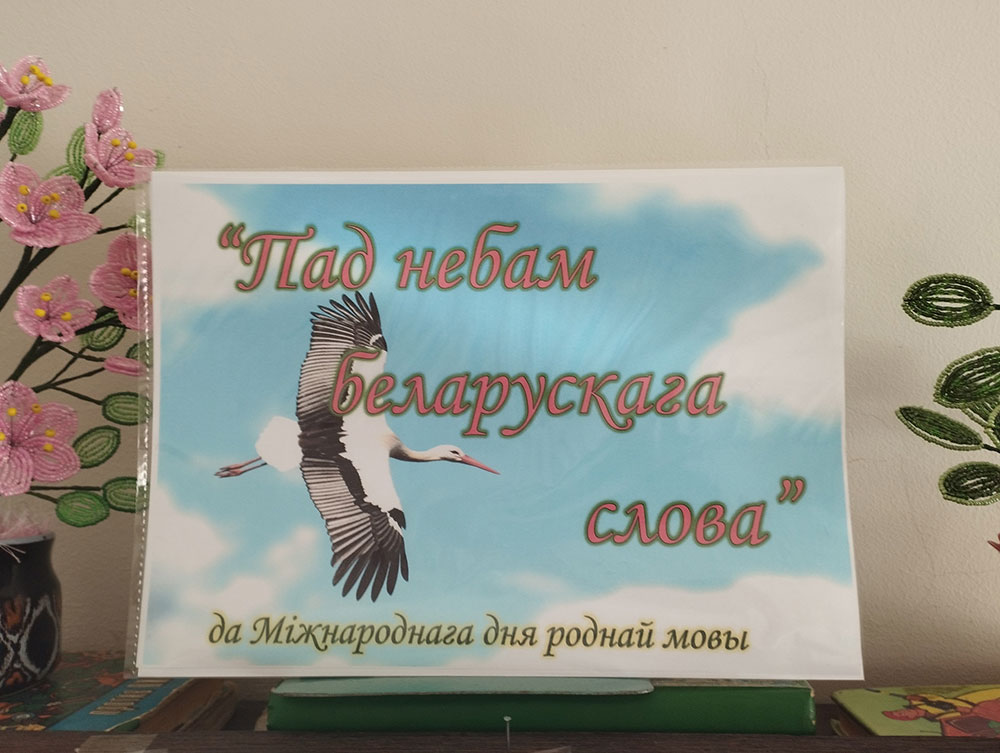 “Пад небам
беларускага
слова”
да Міжнароднага дня роднай мовы